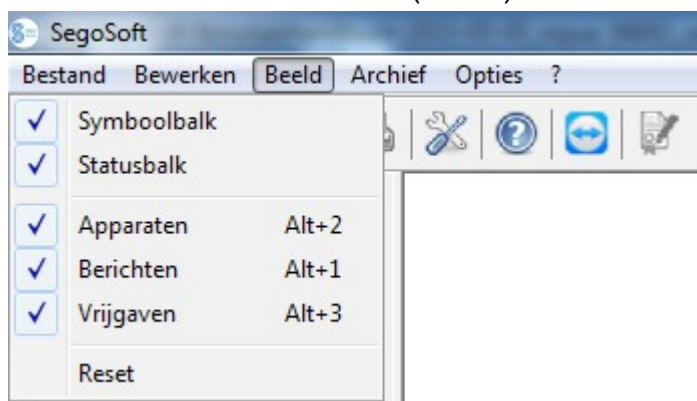 SegoSoft
Bestand Bewerken Beeld Archief Opties ?
Symboolbalk
Statusbalk
Apparaten Alt+2
Berichten Alt+1
Vrijgaven Alt+3
Reset